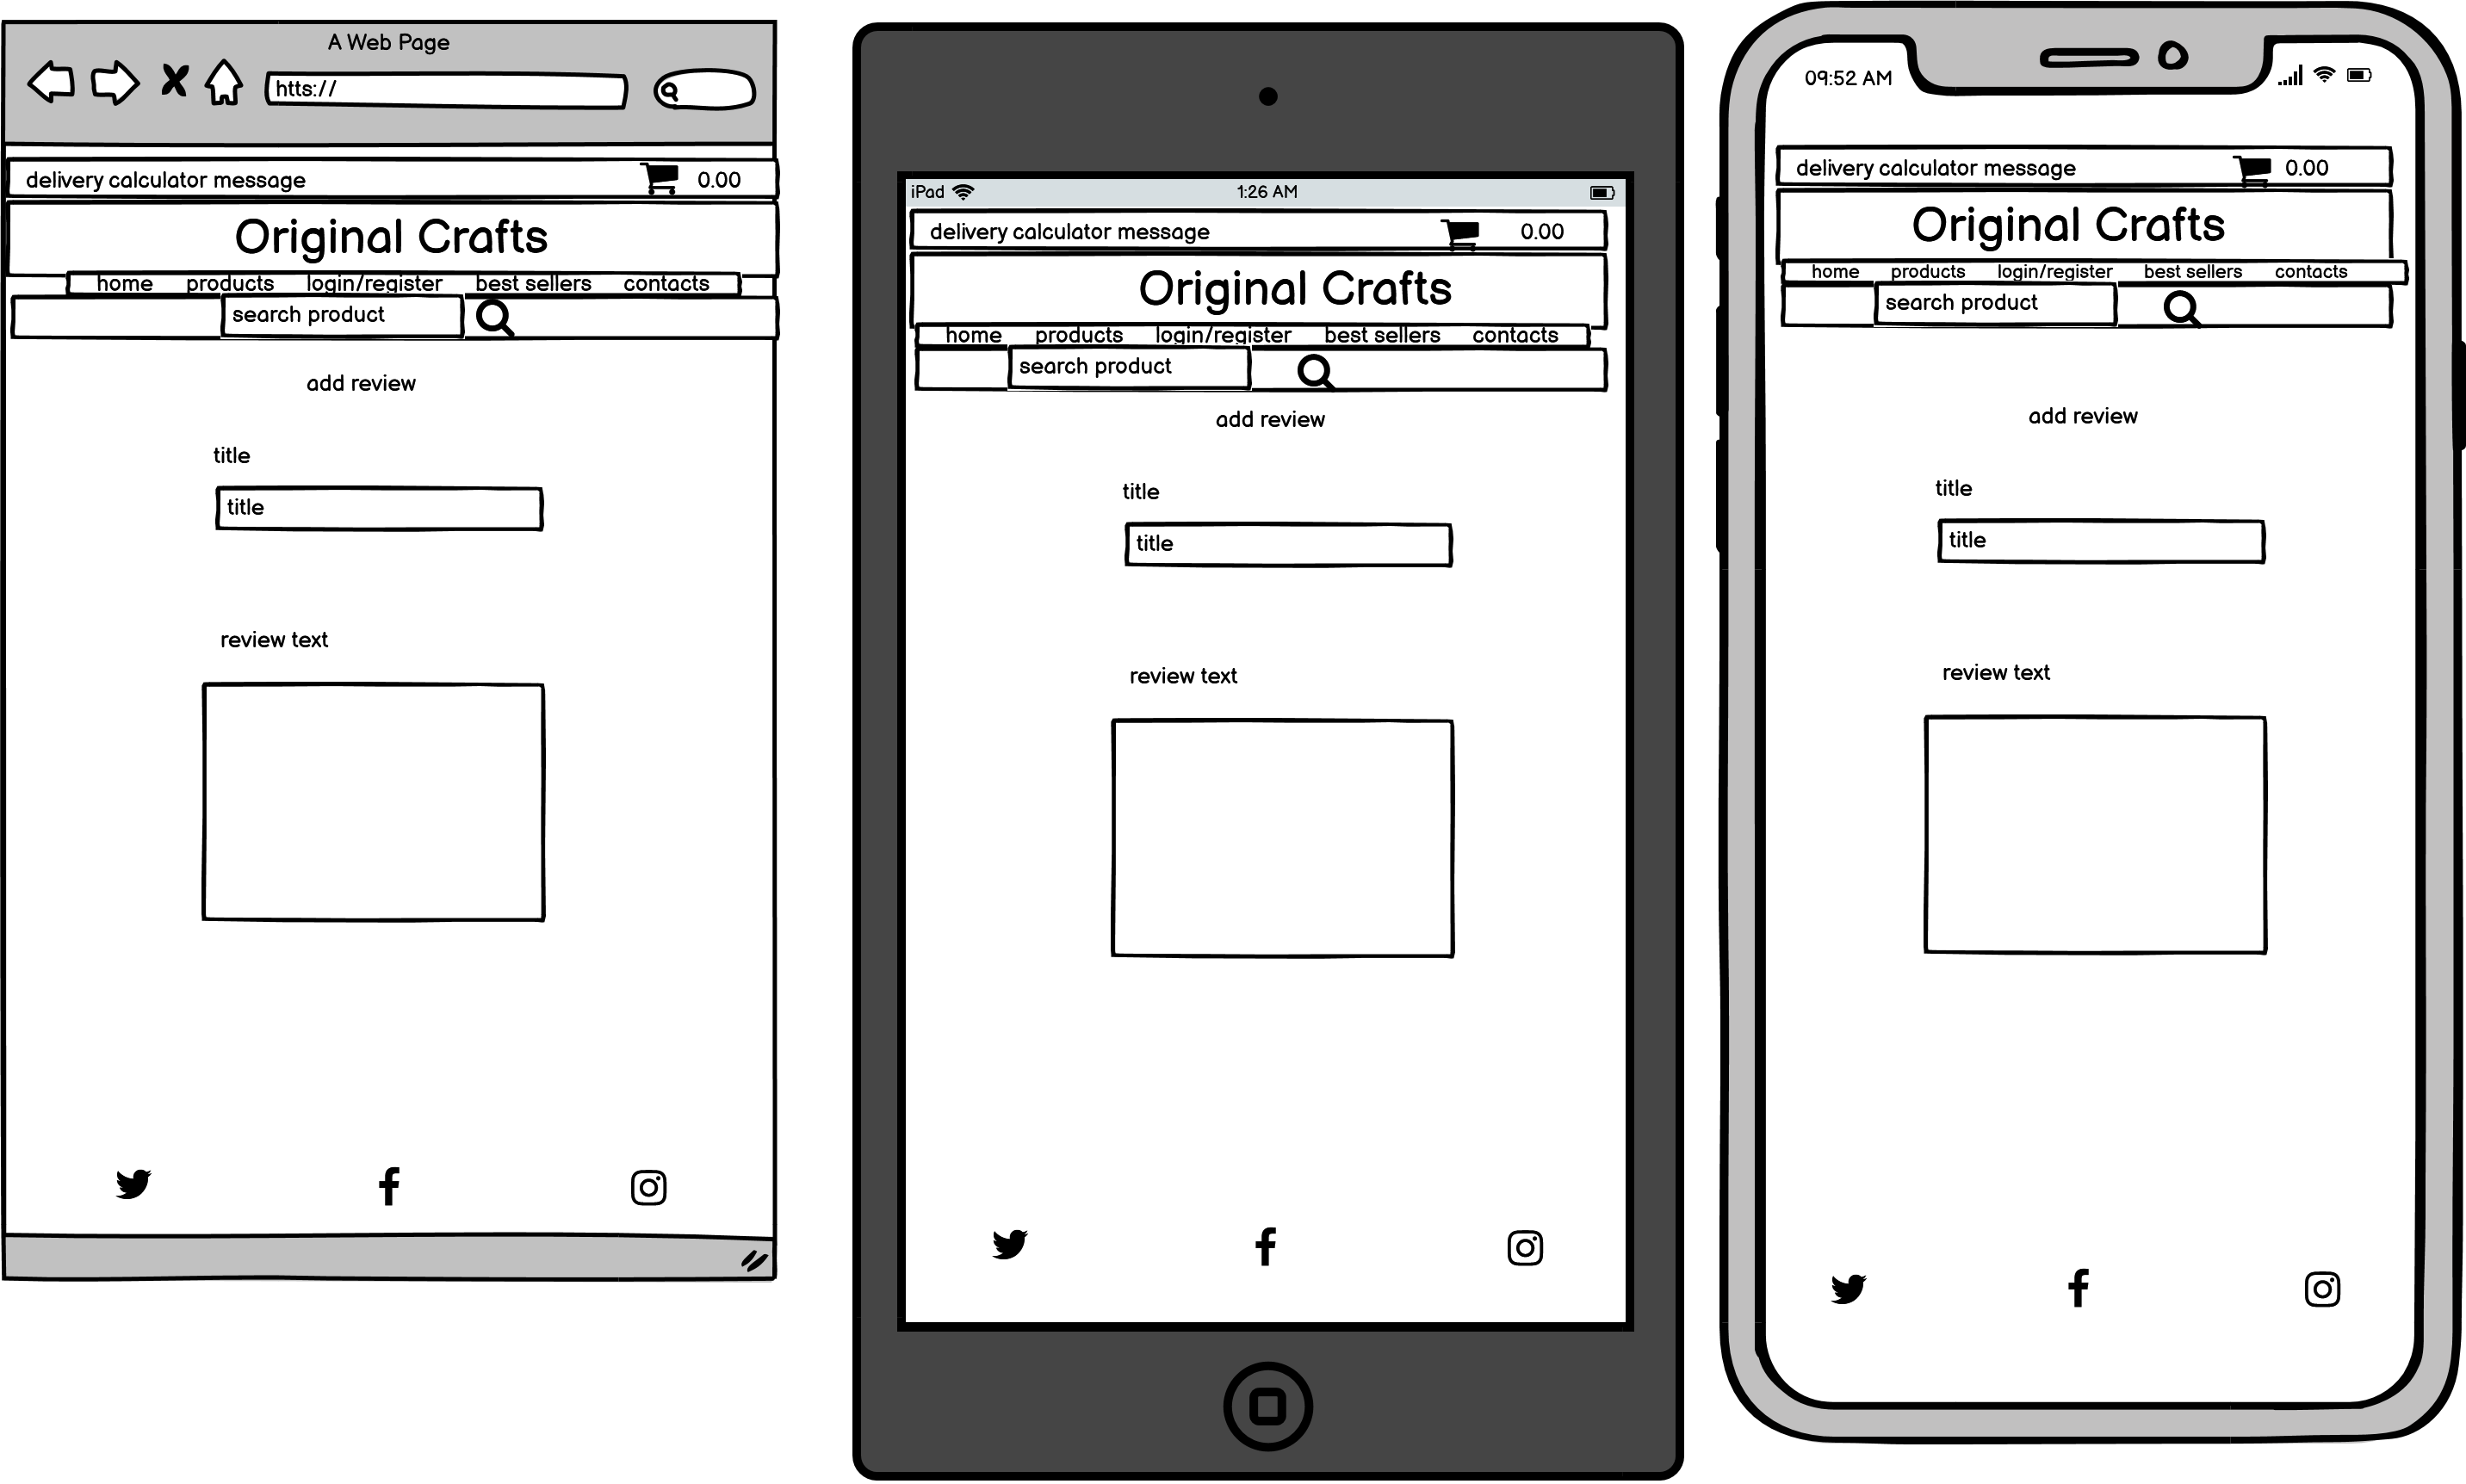 A Web Page
htts://
delivery calculator message 0.00
Original Crafts
home products login/register best sellers contacts
search product
add review
title
title
review text
iPad 1:26 AM
delivery calculator message 0.00
Original Crafts
home products login/register best sellers contacts
search product
add review
title
title
review text
09:52 AM
delivery calculator message 0.00
Original Crafts
home products login/register best sellers contacts
search product
add review
title
title
review text